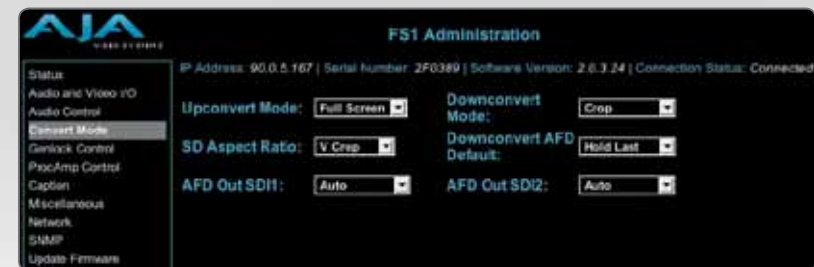 AJA
VIDEO SYSTEMS
FS1 Administration
IP Address: 90.0.5.167 | Serial Number: 2F0389 | Software Version: 2.6.3.24 | Connection Status: Connected
Status
Audio and Video I/O
Audio Control
Convert Mode
Genlock Control
ProcAmp Control
Caption
Miscellaneous
Network
SNMP
Update Firmware
Upconvert Mode: Full Screen
Downconvert Mode: Crop
SD Aspect Ratio: V Crop
Downconvert AFD Default: Hold Last
AFD Out SDI1: Auto
AFD Out SDI2: Auto